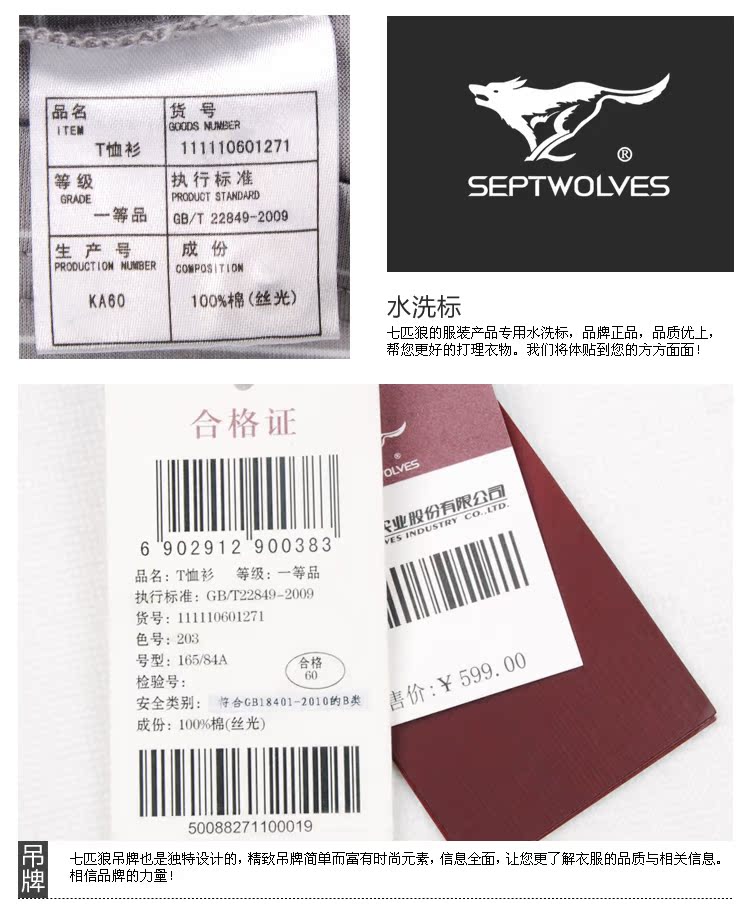 品名
ITEM
T恤衫
货号
GOODS NUMBER
111110601271
等级
GRADE
一等品
执行标准
PRODUCT STANDARD
GB/T 22849-2009
生产号
PRODUCTION NUMBER
KA60
成份
COMPOSITION
100%棉(丝光)
®
SEPTWOLVES
水洗标
七匹狼的服装产品专用水洗标，品牌正品，品质优上，
帮您更好的打理衣物。我们将体贴到您的方方面面！
合格证
6 902912 900383
品名：T恤衫 等级：一等品
执行标准：GB/T22849-2009
货号：111110601271
色号：203
号型：165/84A
检验号：
合格
60
安全类别：符合GB18401-2010的B类
成份：100%棉(丝光)
50088271100019
®
OLVES
实业股份有限公司
VES INDUSTRY CO.,LTD.
售价:￥599.00
吊牌
七匹狼吊牌也是独特设计的，精致吊牌简单而富有时尚元素，信息全面，让您更了解衣服的品质与相关信息。
相信品牌的力量！